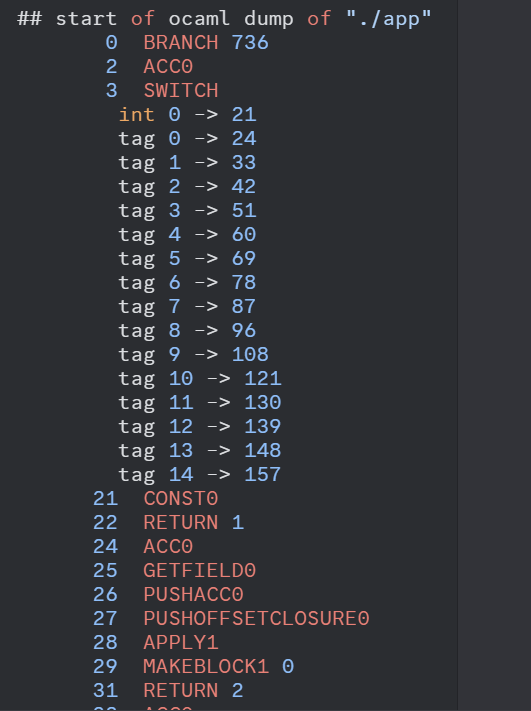 ## start of ocaml dump of "./app"
0 BRANCH 736
2 ACC0
3 SWITCH
int 0 -> 21
tag 0 -> 24
tag 1 -> 33
tag 2 -> 42
tag 3 -> 51
tag 4 -> 60
tag 5 -> 69
tag 6 -> 78
tag 7 -> 87
tag 8 -> 96
tag 9 -> 108
tag 10 -> 121
tag 11 -> 130
tag 12 -> 139
tag 13 -> 148
tag 14 -> 157
21 CONST0
22 RETURN 1
24 ACC0
25 GETFIELD0
26 PUSHACC0
27 PUSHOFFSETCLOSURE0
28 APPLY1
29 MAKEBLOCK1 0
31 RETURN 2